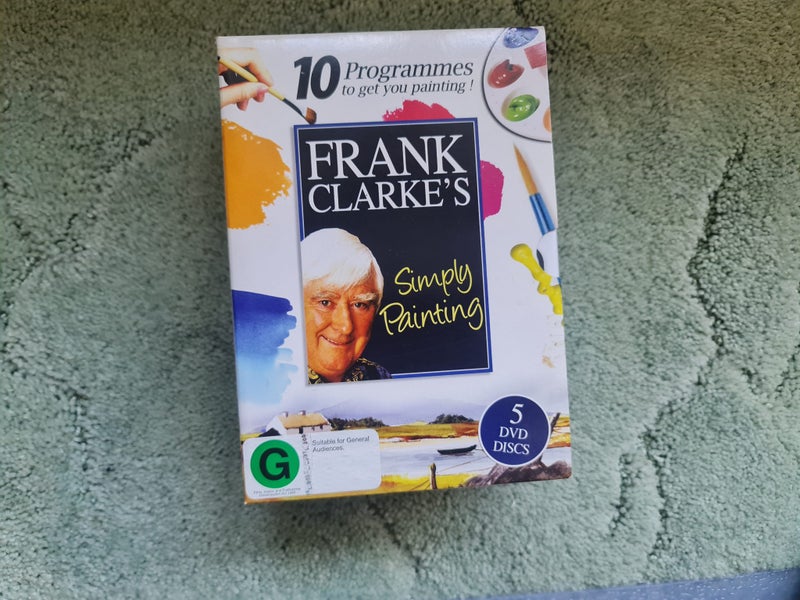 10 Programmes
to get you painting !
FRANK
CLARKE'S
Simply
Painting
5
DVD
DISCS
G
Suitable for General
Audiences.